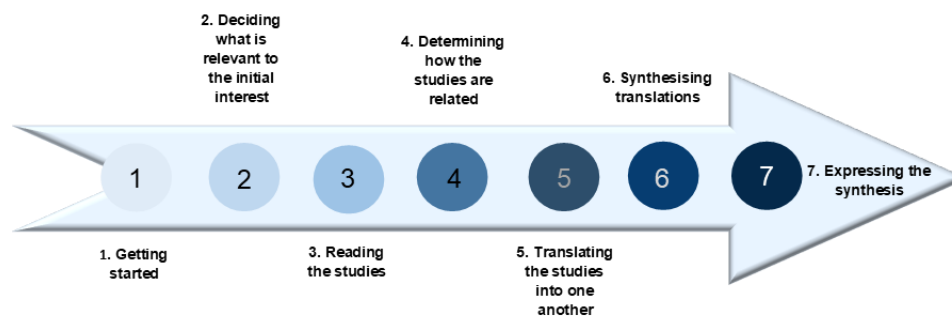 2. Deciding
what is
relevant to
the initial
interest
4. Determining
how the
studies are
related
6. Synthesising
translations
1
2
3
4
5
6
7
7. Expressing the
synthesis
1. Getting
started
3. Reading
the studies
5. Translating
the studies
into one
another